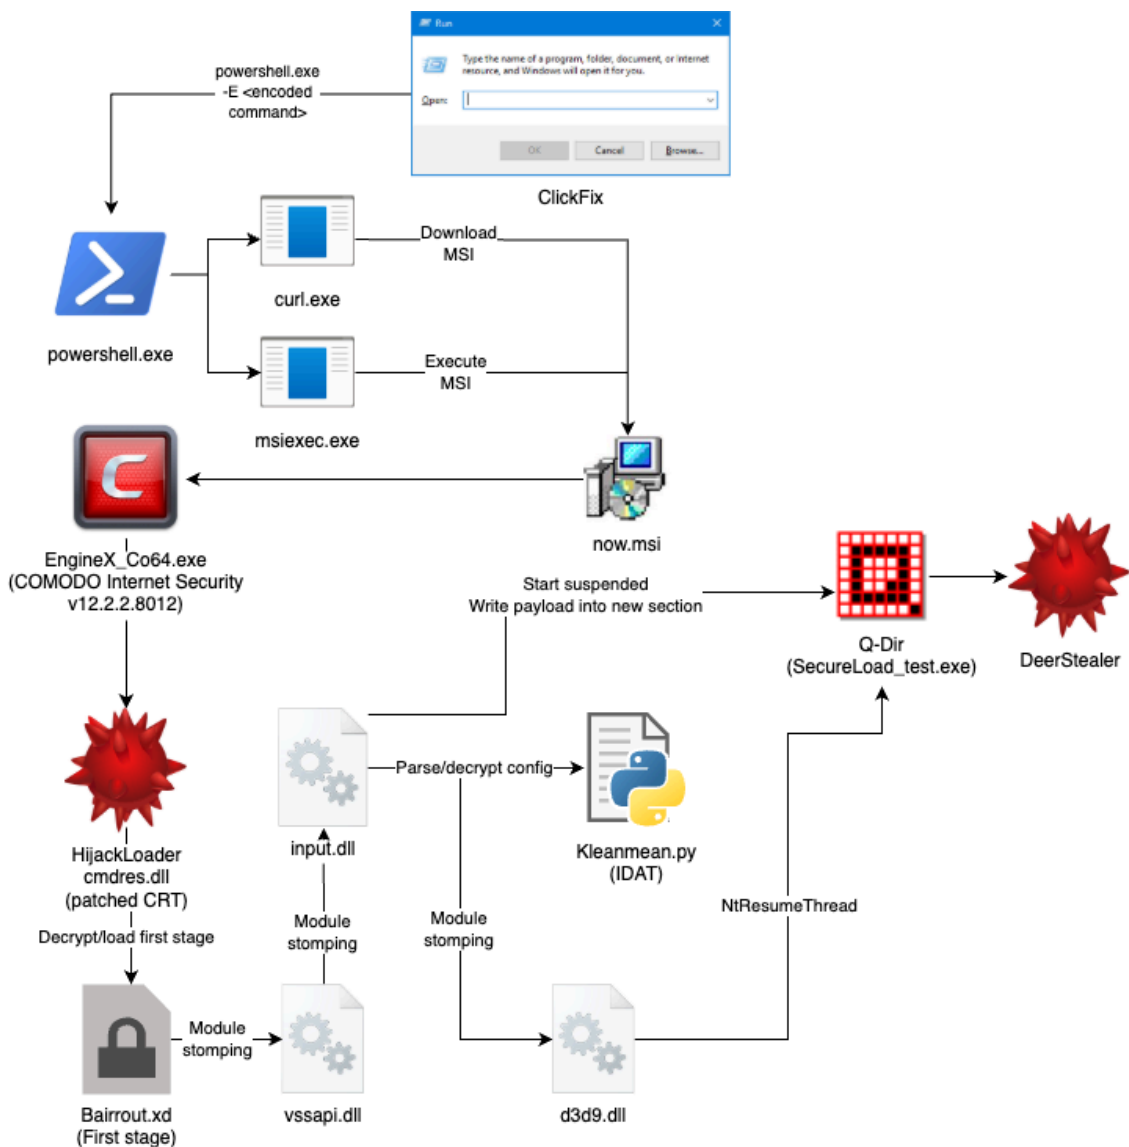 Run
Type the name of a program, folder, document, or Internet
resource, and Windows will open it for you.
Open:
OK
Cancel
Browse...
ClickFix
powershell.exe
-E <encoded
command>
powershell.exe
curl.exe
Download
MSI
msiexec.exe
Execute
MSI
now.msi
C
EngineX_Co64.exe
(COMODO Internet Security
v12.2.2.8012)
Start suspended
Write payload into new section
Q-Dir
(SecureLoad_test.exe)
DeerStealer
HijackLoader
cmdres.dll
(patched CRT)
Decrypt/load first stage
input.dll
Parse/decrypt config
Kleanmean.py
(IDAT)
Module
stomping
Module
stomping
NtResumeThread
Bairrout.xd
(First stage)
Module
stomping
vssapi.dll
d3d9.dll